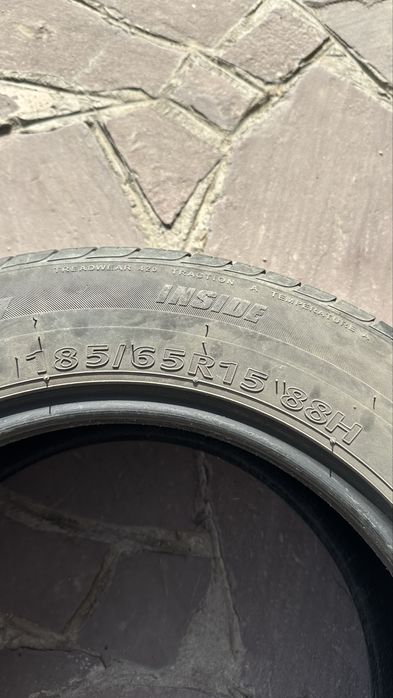 TREADWEAR 420 TRACTION A TEMPERATURE A
INSIDE
185/65R15 88H